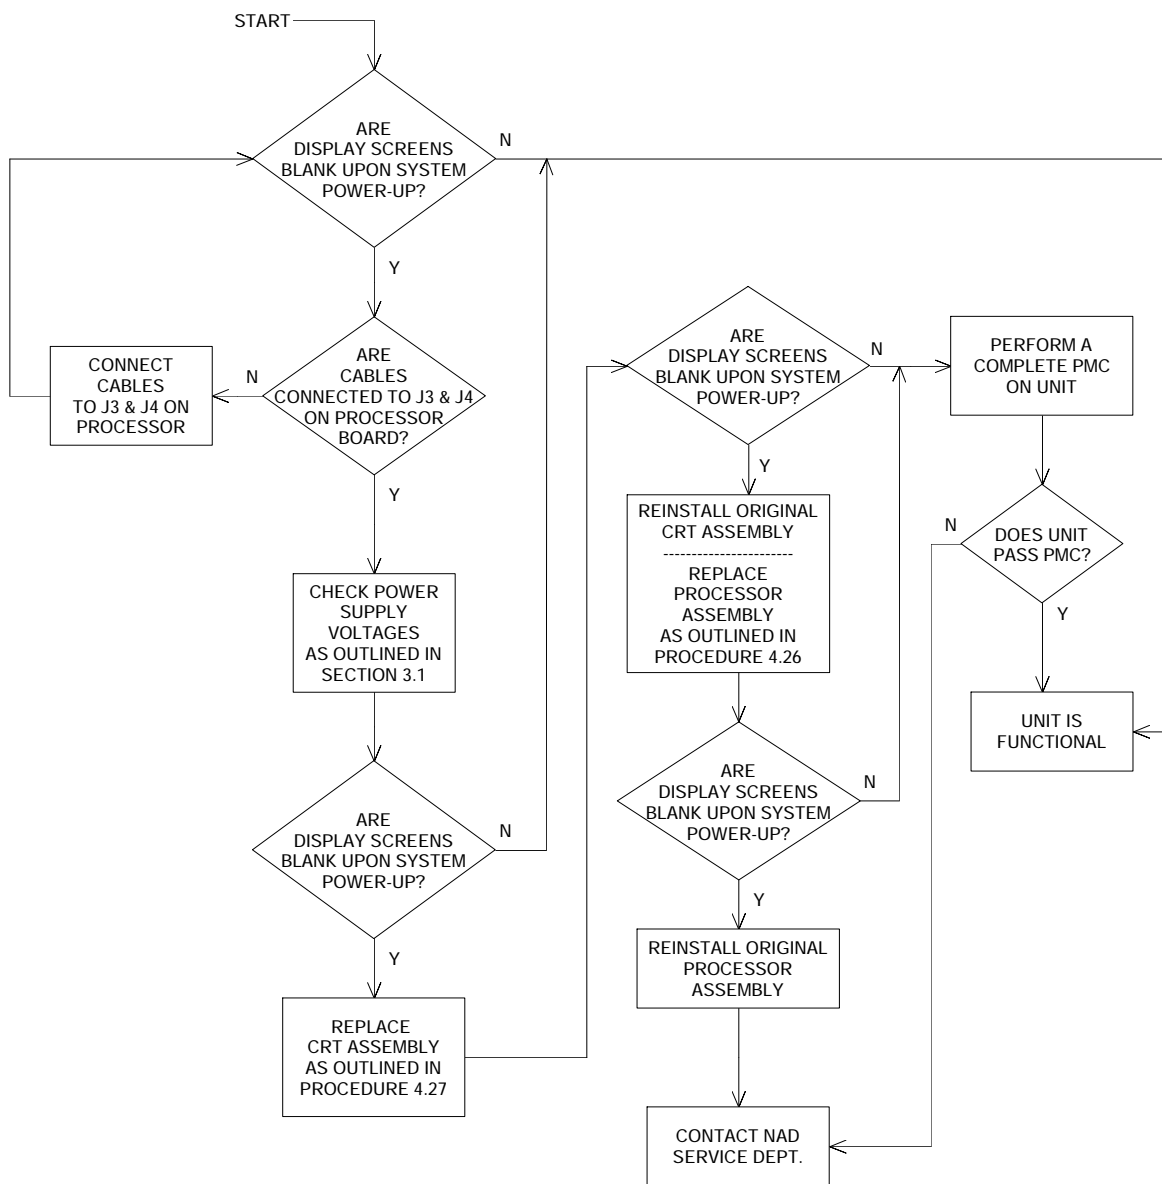 START
ARE
DISPLAY SCREENS
BLANK UPON SYSTEM
POWER-UP?
N
Y
ARE
CABLES
CONNECTED TO J3 & J4
ON PROCESSOR
BOARD?
N
CONNECT
CABLES
TO J3 & J4 ON
PROCESSOR
Y
CHECK POWER
SUPPLY
VOLTAGES
AS OUTLINED IN
SECTION 3.1
ARE
DISPLAY SCREENS
BLANK UPON SYSTEM
POWER-UP?
N
Y
REPLACE
CRT ASSEMBLY
AS OUTLINED IN
PROCEDURE 4.27
ARE
DISPLAY SCREENS
BLANK UPON SYSTEM
POWER-UP?
N
Y
REINSTALL ORIGINAL
CRT ASSEMBLY
-----------------------
REPLACE
PROCESSOR
ASSEMBLY
AS OUTLINED IN
PROCEDURE 4.26
ARE
DISPLAY SCREENS
BLANK UPON SYSTEM
POWER-UP?
N
Y
REINSTALL ORIGINAL
PROCESSOR
ASSEMBLY
CONTACT NAD
SERVICE DEPT.
PERFORM A
COMPLETE PMC
ON UNIT
DOES UNIT
PASS PMC?
N
Y
UNIT IS
FUNCTIONAL